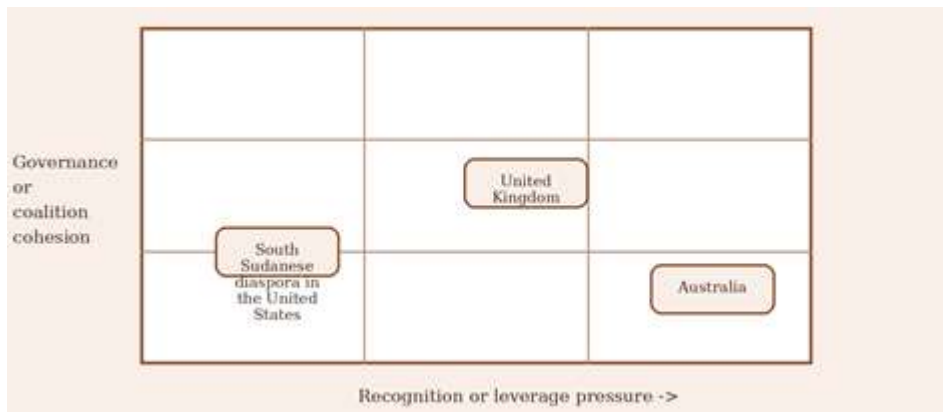 Governance
or
coalition
cohesion
United
Kingdom
South
Sudanese
diaspora in
the United
States
Australia
Recognition or leverage pressure ->